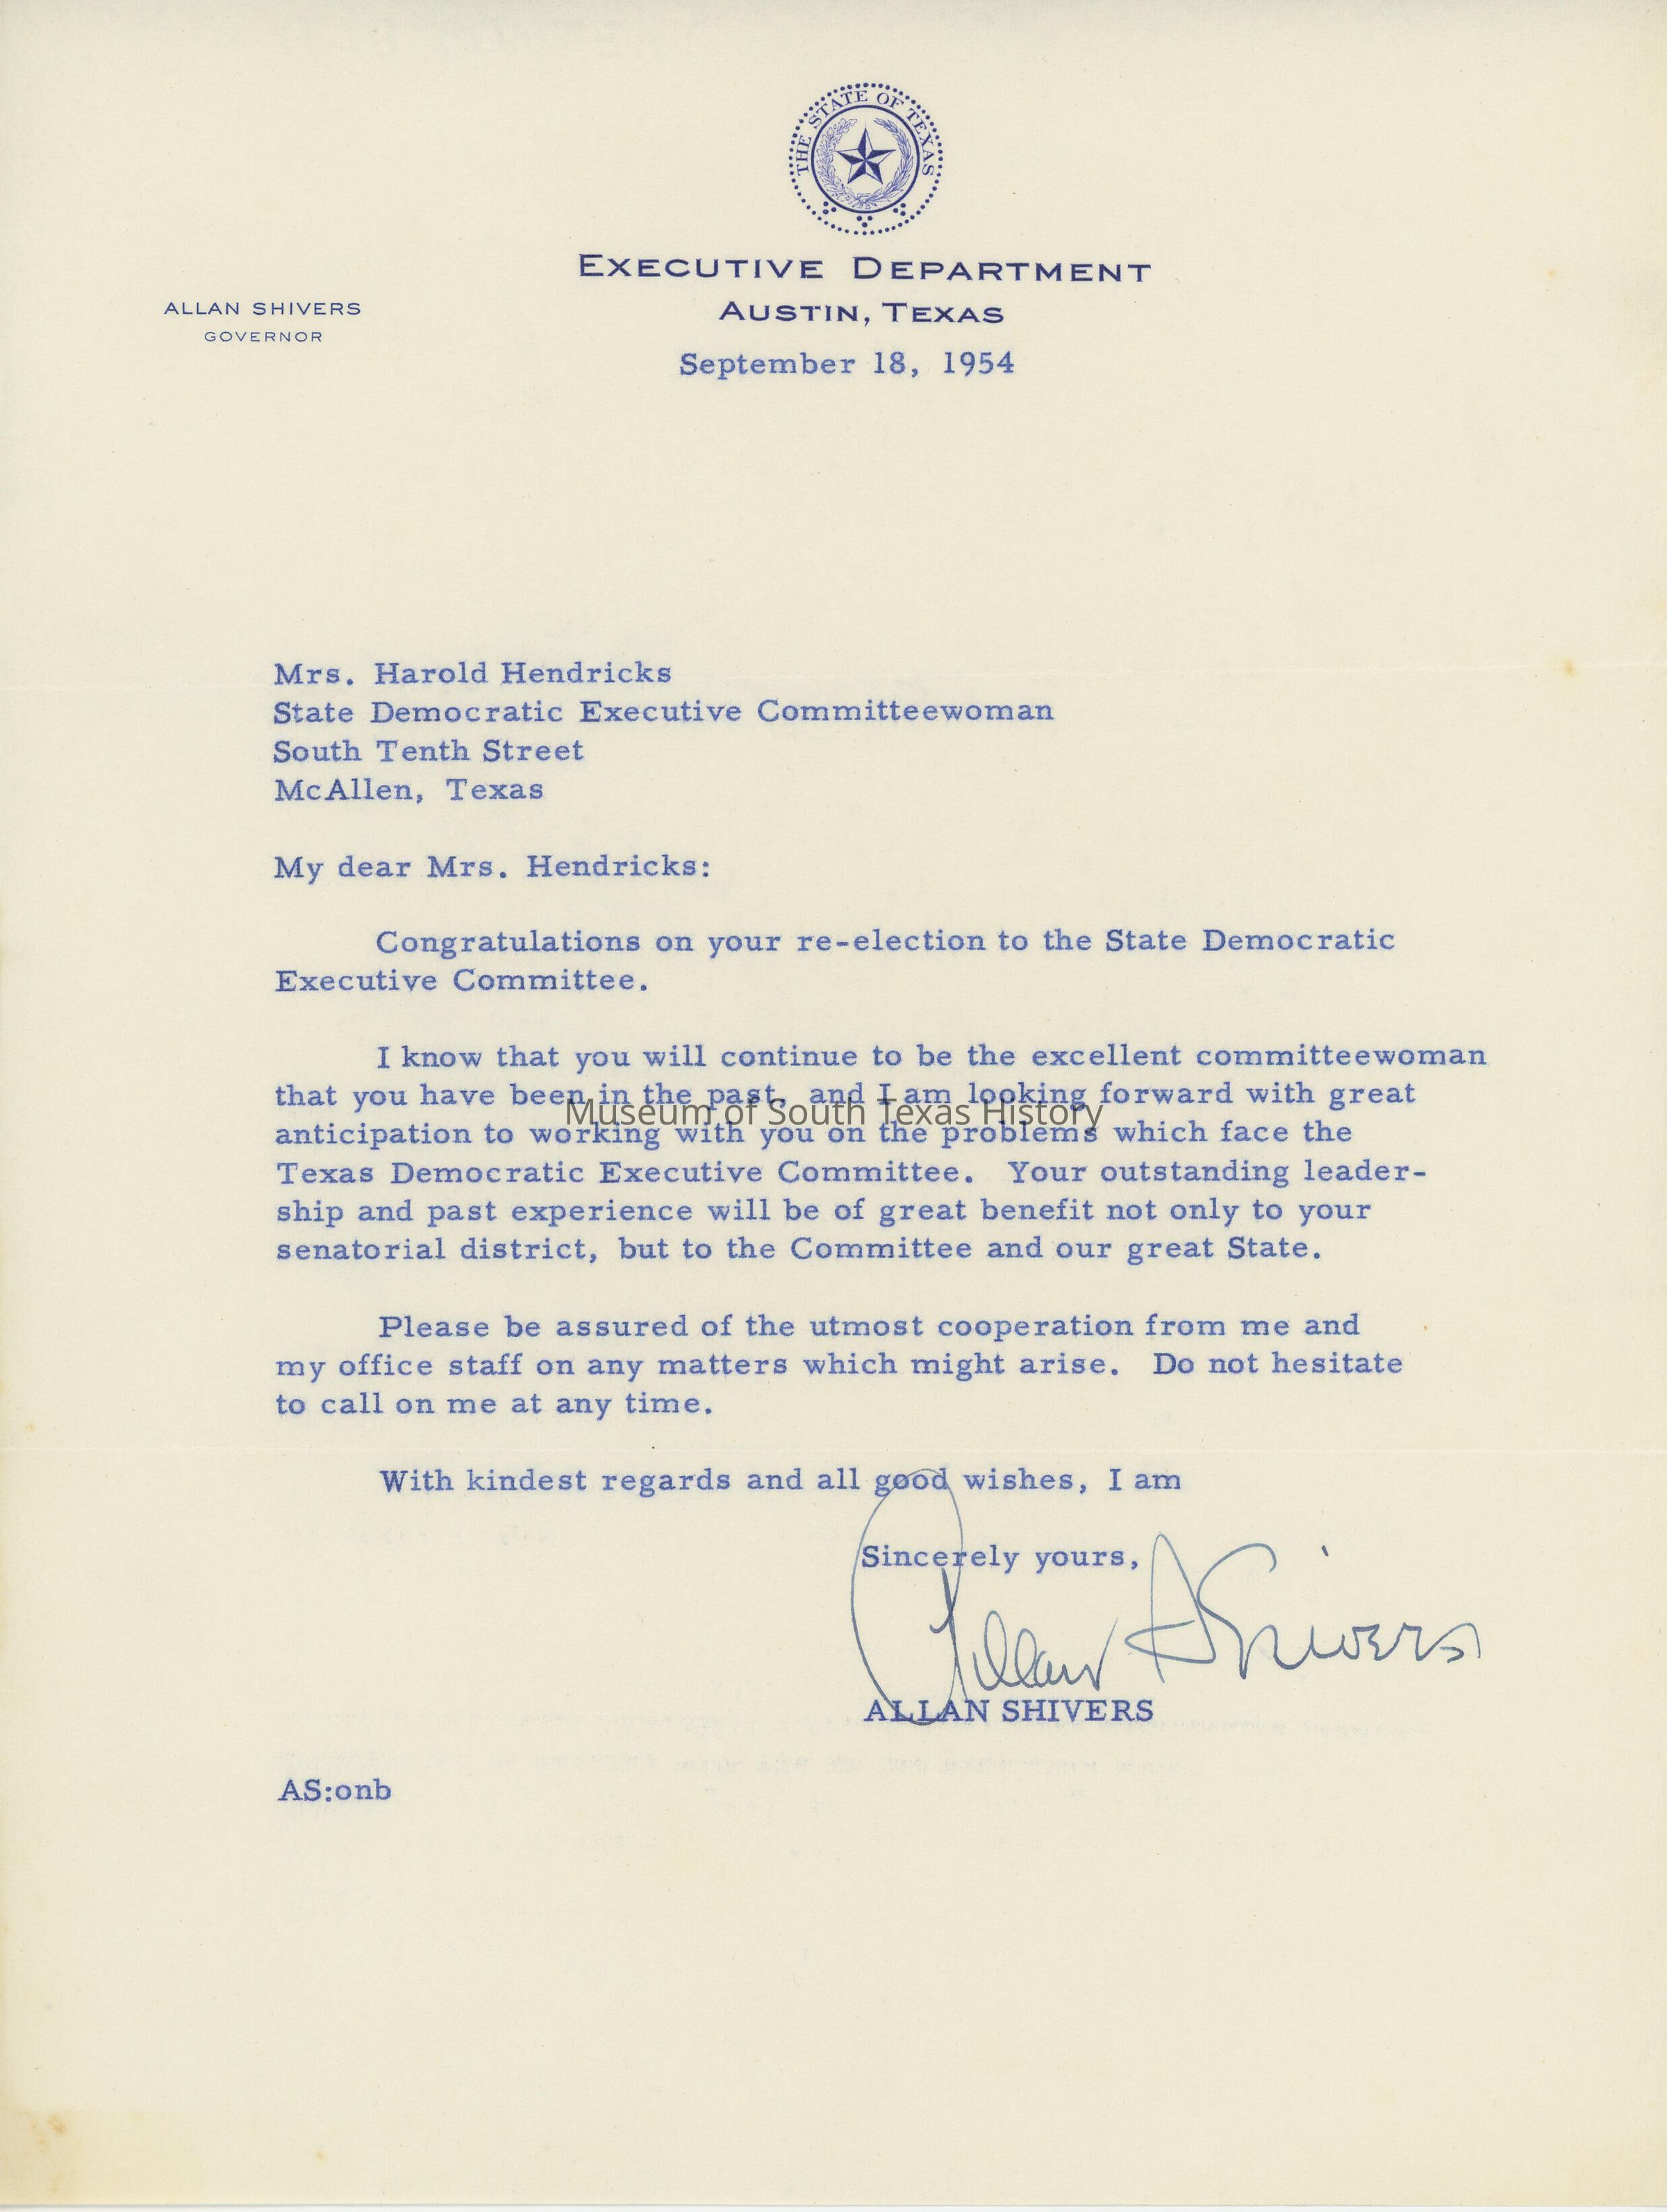 THE STATE OF TEXAS
EXECUTIVE DEPARTMENT
AUSTIN, TEXAS
ALLAN SHIVERS
GOVERNOR
September 18, 1954
Mrs. Harold Hendricks
State Democratic Executive Committeewoman
South Tenth Street
McAllen, Texas
My dear Mrs. Hendricks:
Congratulations on your re-election to the State Democratic
Executive Committee.
I know that you will continue to be the excellent committeewoman
that you have been in the past, and I am looking forward with great
Museum of South Texas History
anticipation to working with you on the problems which face the
Texas Democratic Executive Committee. Your outstanding leader-
ship and past experience will be of great benefit not only to your
senatorial district, but to the Committee and our great State.
Please be assured of the utmost cooperation from me and
my office staff on any matters which might arise. Do not hesitate
to call on me at any time.
With kindest regards and all good wishes, I am
Sincerely yours,
Allan Shivers
ALLAN SHIVERS
AS:onb